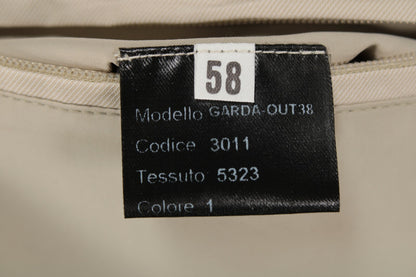 58
Modello GARDA-OUT38
Codice 3011
Tessuto 5323
Colore 1